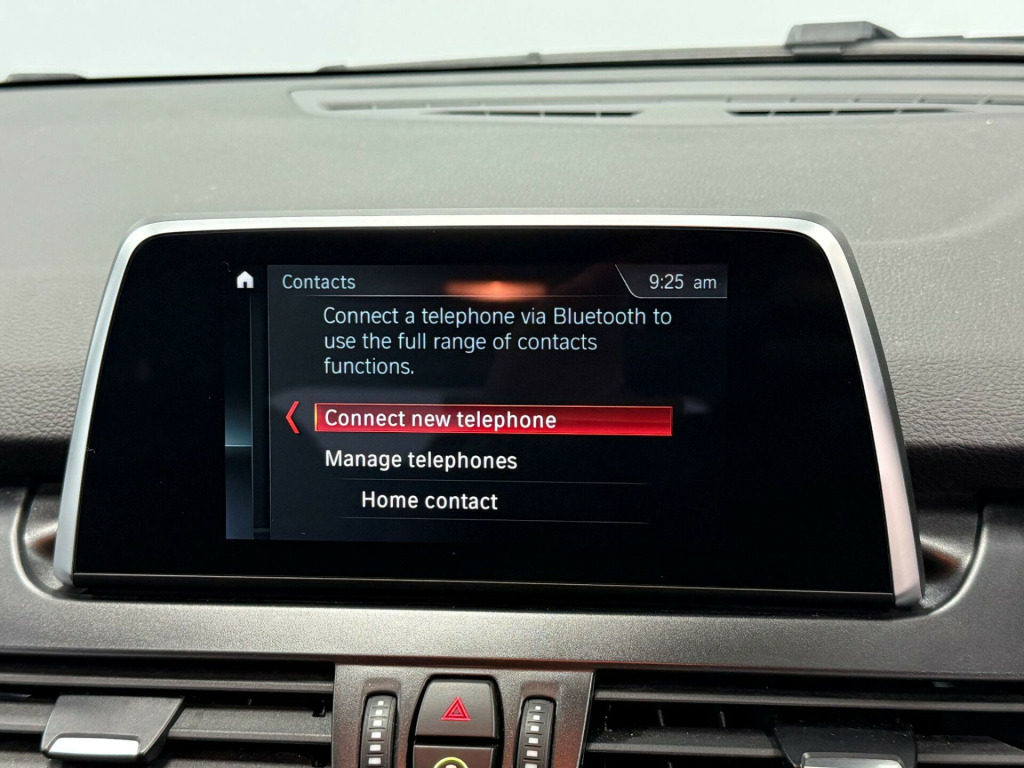 Contacts
9:25 am
Connect a telephone via Bluetooth to
use the full range of contacts
functions.
Connect new telephone
Manage telephones
Home contact